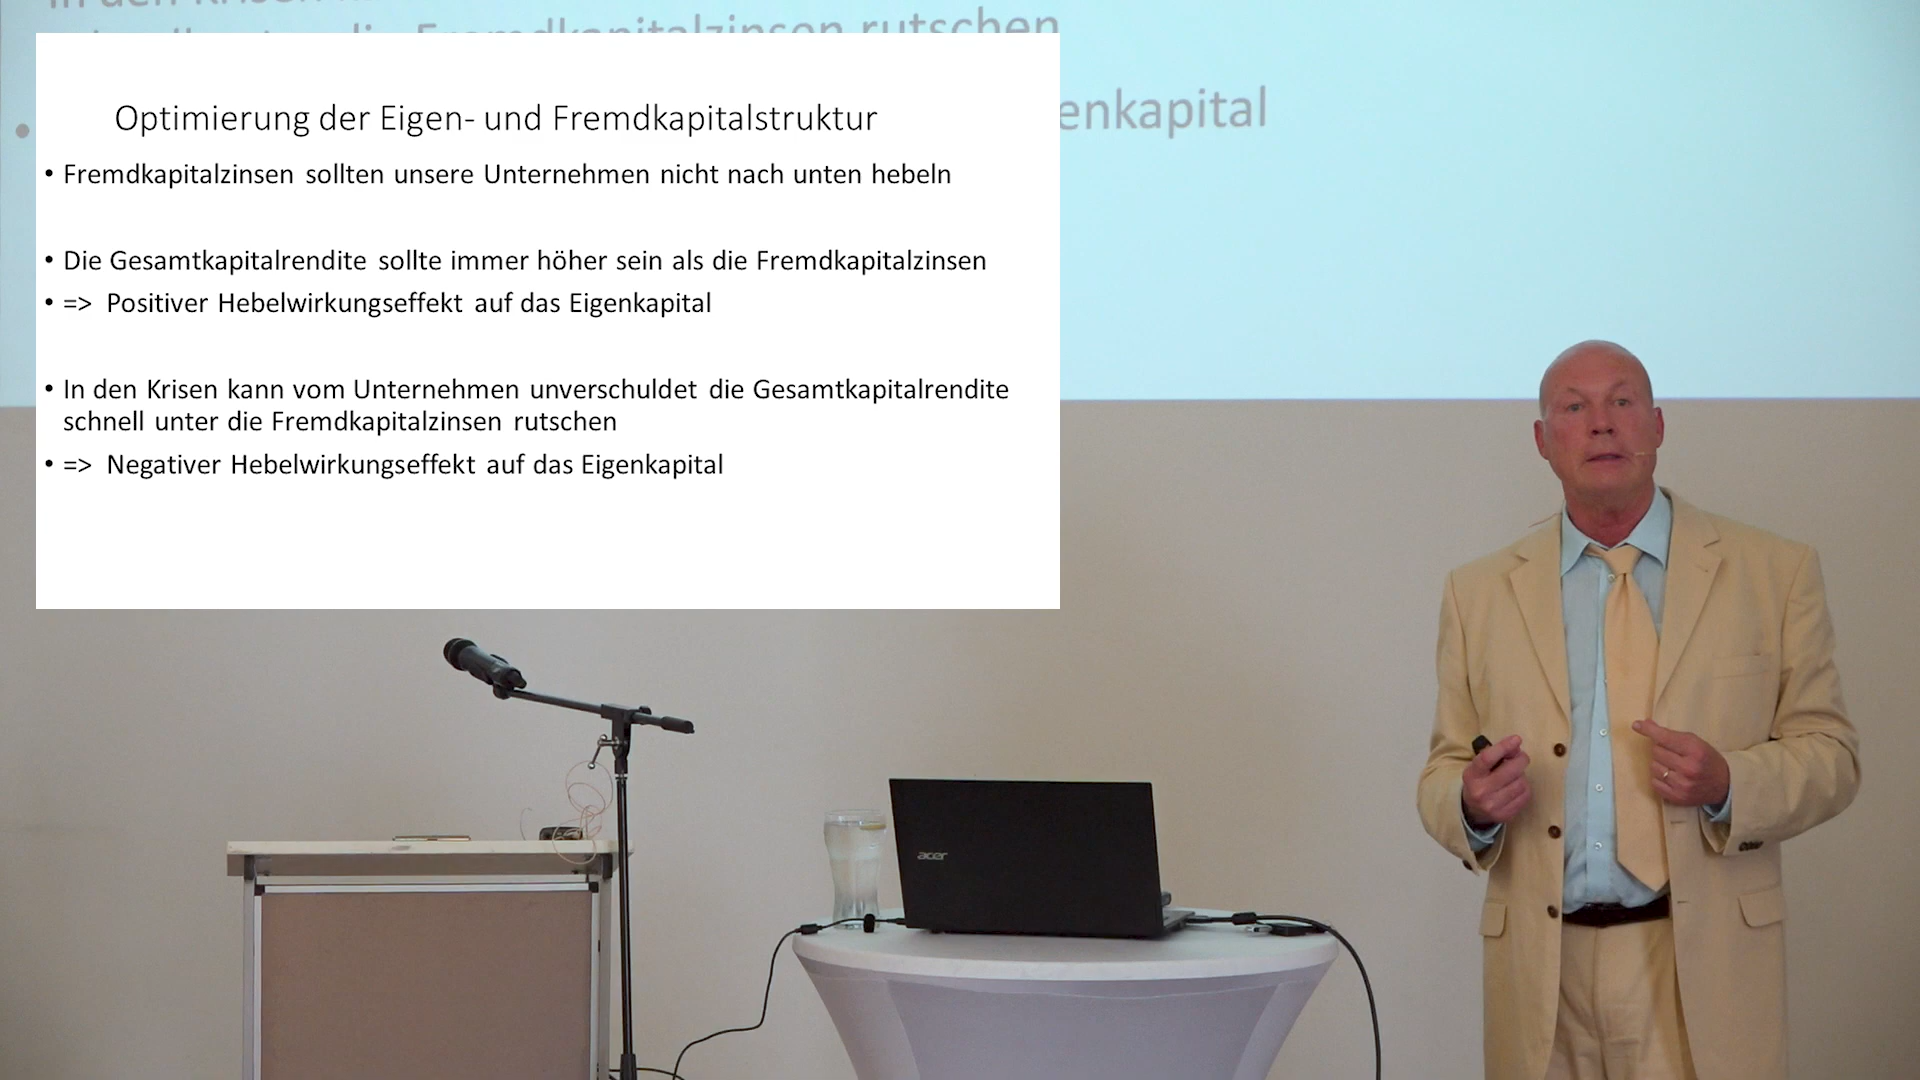 rutschen
enkapital
Optimierung der Eigen- und Fremdkapitalstruktur
• Fremdkapitalzinsen sollten unsere Unternehmen nicht nach unten hebeln
• Die Gesamtkapitalrendite sollte immer höher sein als die Fremdkapitalzinsen
• => Positiver Hebelwirkungseffekt auf das Eigenkapital
• In den Krisen kann vom Unternehmen unverschuldet die Gesamtkapitalrendite
schnell unter die Fremdkapitalzinsen rutschen
• => Negativer Hebelwirkungseffekt auf das Eigenkapital
acer